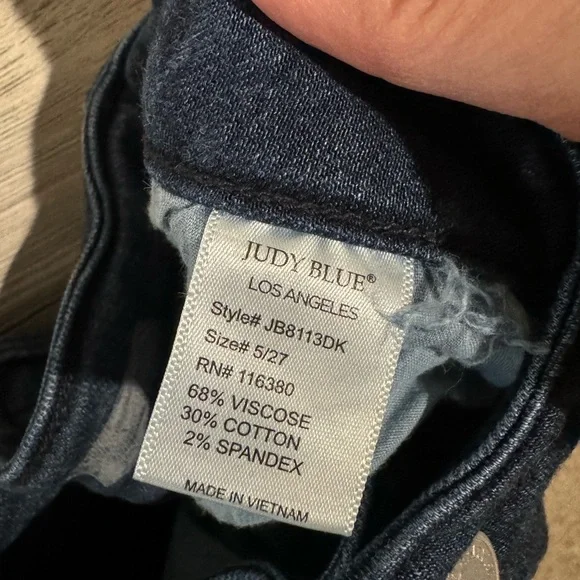 JUDY BLUE®
LOS ANGELES
Style# JB8113DK
Size# 5/27
RN# 116380
68% VISCOSE
30% COTTON
2% SPANDEX
MADE IN VIETNAM